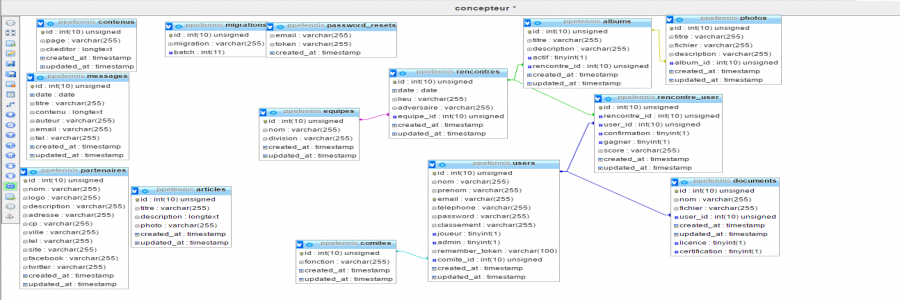 concepteur *
ppetennis contenus
id : int(10) unsigned
page : varchar(255)
ckeditor : longtext
created_at : timestamp
updated_at : timestamp
ppetennis migrations
id : int(10) unsigned
migration : varchar(255)
batch : int(11)
ppetennis password_resets
email : varchar(255)
token : varchar(255)
created_at : timestamp
ppetennis albums
id : int(10) unsigned
titre : varchar(255)
description : varchar(255)
actif : tinyint(1)
rencontre_id : int(10) unsigned
created_at : timestamp
updated_at : timestamp
ppetennis photos
id : int(10) unsigned
titre : varchar(255)
fichier : varchar(255)
description : varchar(255)
album_id : int(10) unsigned
created_at : timestamp
updated_at : timestamp
ppetennis messages
id : int(10) unsigned
date : date
titre : varchar(255)
contenu : longtext
auteur : varchar(255)
email : varchar(255)
tel : varchar(255)
created_at : timestamp
updated_at : timestamp
ppetennis rencontres
id : int(10) unsigned
date : date
lieu : varchar(255)
adversaire : varchar(255)
equipe_id : int(10) unsigned
created_at : timestamp
updated_at : timestamp
ppetennis rencontre_user
id : int(10) unsigned
rencontre_id : int(10) unsigned
user_id : int(10) unsigned
confirmation : tinyint(1)
gagner : tinyint(1)
score : varchar(255)
created_at : timestamp
updated_at : timestamp
ppetennis equipes
id : int(10) unsigned
nom : varchar(255)
division : varchar(255)
created_at : timestamp
updated_at : timestamp
ppetennis users
id : int(10) unsigned
nom : varchar(255)
prenom : varchar(255)
email : varchar(255)
telephone : varchar(255)
password : varchar(255)
classement : varchar(255)
joueur : tinyint(1)
admin : tinyint(1)
remember_token : varchar(100)
comite_id : int(10) unsigned
created_at : timestamp
updated_at : timestamp
ppetennis partenaires
id : int(10) unsigned
nom : varchar(255)
logo : varchar(255)
description : varchar(255)
adresse : varchar(255)
cp : varchar(255)
ville : varchar(255)
tel : varchar(255)
site : varchar(255)
facebook : varchar(255)
twitter : varchar(255)
created_at : timestamp
updated_at : timestamp
ppetennis articles
id : int(10) unsigned
titre : varchar(255)
description : longtext
photo : varchar(255)
created_at : timestamp
updated_at : timestamp
ppetennis documents
id : int(10) unsigned
nom : varchar(255)
fichier : varchar(255)
user_id : int(10) unsigned
created_at : timestamp
updated_at : timestamp
licence : tinyint(1)
certification : tinyint(1)
ppetennis comites
id : int(10) unsigned
fonction : varchar(255)
created_at : timestamp
updated_at : timestamp